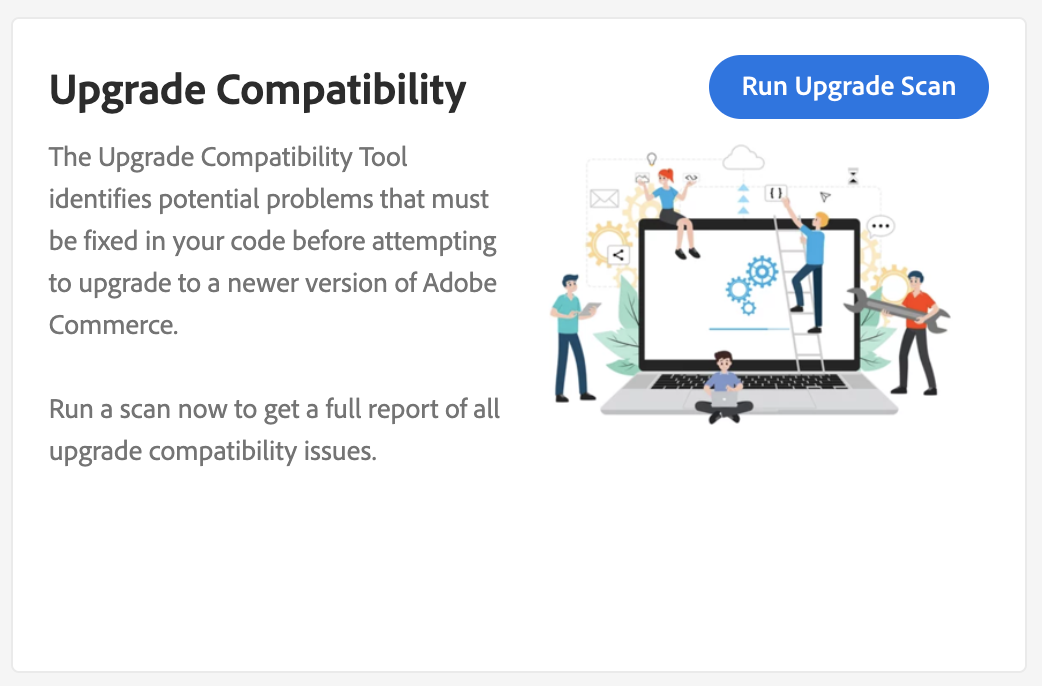 Upgrade Compatibility
Run Upgrade Scan
The Upgrade Compatibility Tool
identifies potential problems that must
be fixed in your code before attempting
to upgrade to a newer version of Adobe
Commerce.
Run a scan now to get a full report of all
upgrade compatibility issues.
{ }